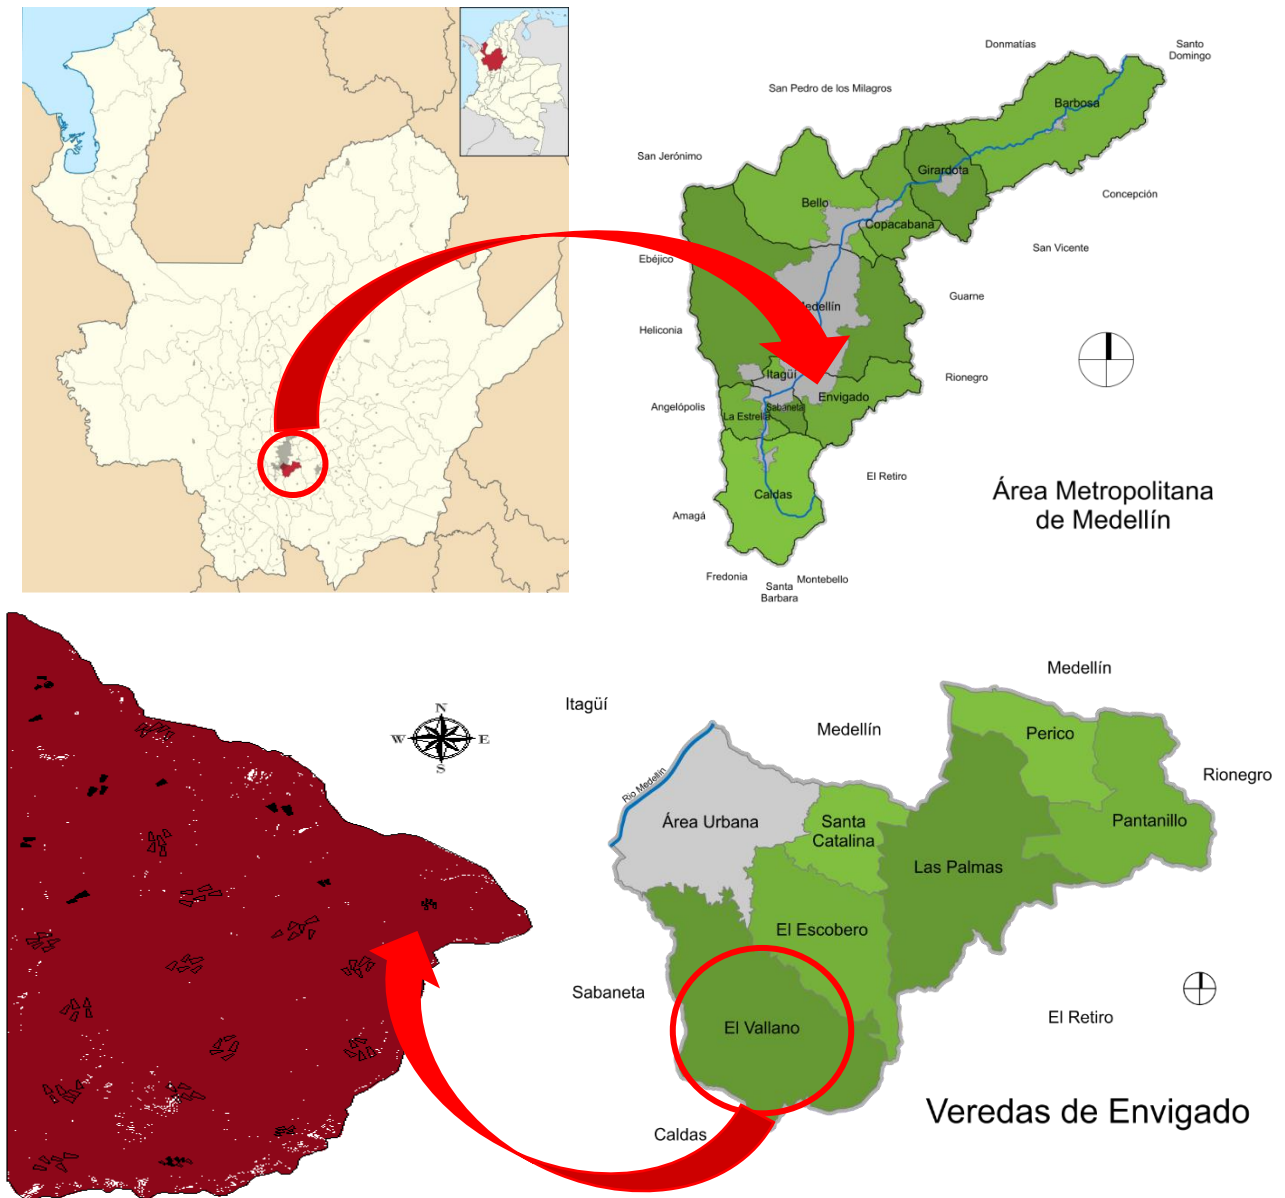 Donmatías
Santo
Domingo
San Pedro de los Milagros
Barbosa
San Jerónimo
Girardota
Concepción
Bello
Copacabana
San Vicente
Ebéjico
Guarne
Medellín
Heliconia
Itagüí
Rionegro
Envigado
Angelópolis
Sabaneta
La Estrella
El Retiro
Caldas
Área Metropolitana
de Medellín
Amagá
Fredonia
Montebello
Santa
Barbara
N
W
E
S
Itagüí
Medellín
Medellín
Perico
Rionegro
Rio Medellin
Área Urbana
Santa
Catalina
Pantanillo
Las Palmas
El Escobero
Sabaneta
El Vallano
El Retiro
Veredas de Envigado
Caldas